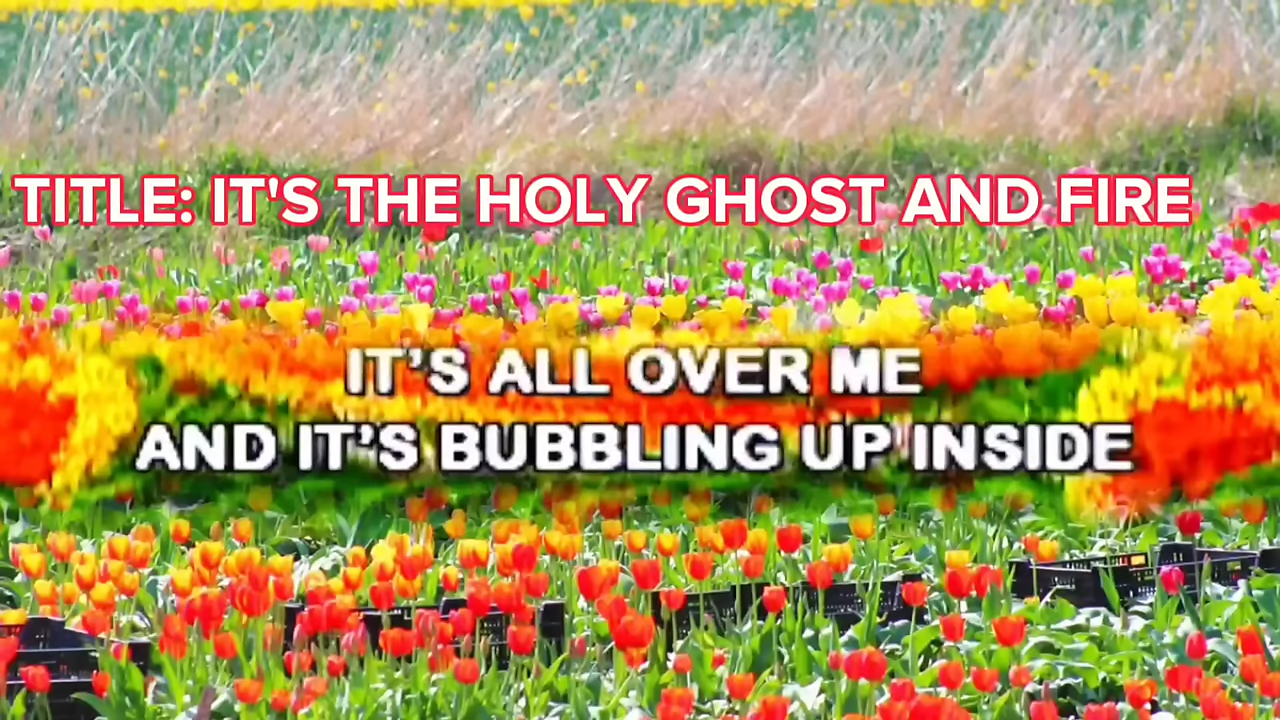 TITLE: IT'S THE HOLY GHOST AND FIRE
IT'S ALL OVER ME
AND IT'S BUBBLING UP INSIDE